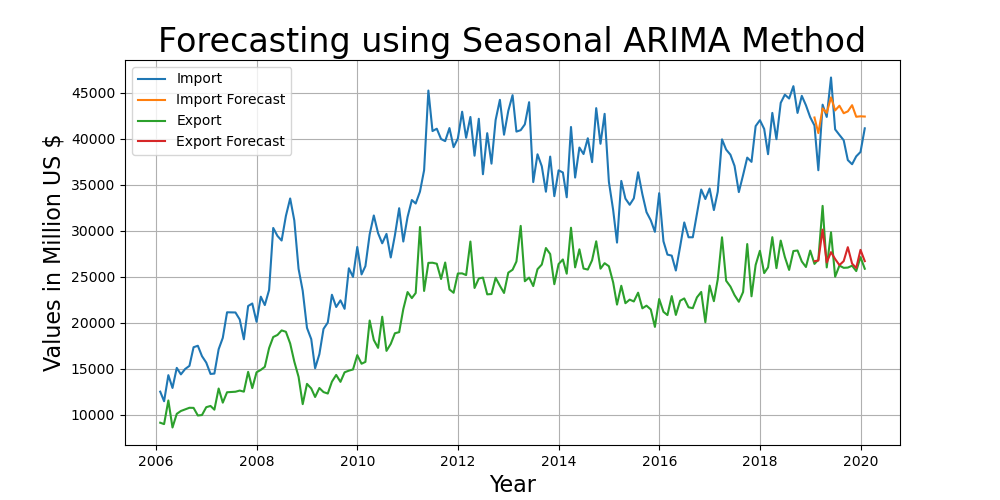 Forecasting using Seasonal ARIMA Method
Import
Import Forecast
Export
Export Forecast
Values in Million US $
45000
40000
35000
30000
25000
20000
15000
10000
2006 2008 2010 2012 2014 2016 2018 2020
Year